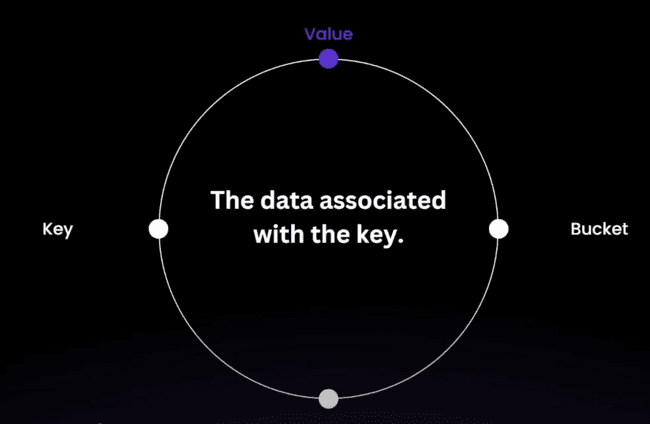 Value
The data associated
with the key.
Key
Bucket